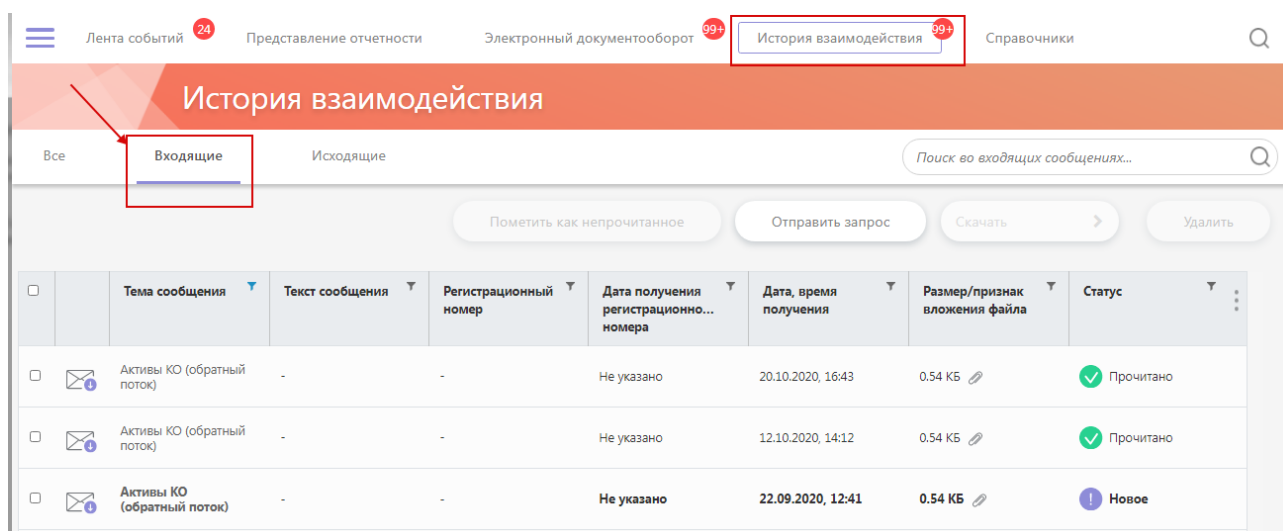 Лента событий 24 Представление отчетности Электронный документооборот 99+ История взаимодействия 99+ Справочники
История взаимодействия
Все Входящие Исходящие Поиск во входящих сообщениях...
Пометить как непрочитанное Отправить запрос Скачать Удалить
Тема сообщения Текст сообщения Регистрационный номер Дата получения регистрационно... номера Дата, время получения Размер/признак вложения файла Статус
Активы КО (обратный поток) - - Не указано 20.10.2020, 16:43 0.54 КБ Прочитано
Активы КО (обратный поток) - - Не указано 12.10.2020, 14:12 0.54 КБ Прочитано
Активы КО (обратный поток) - - Не указано 22.09.2020, 12:41 0.54 КБ Новое